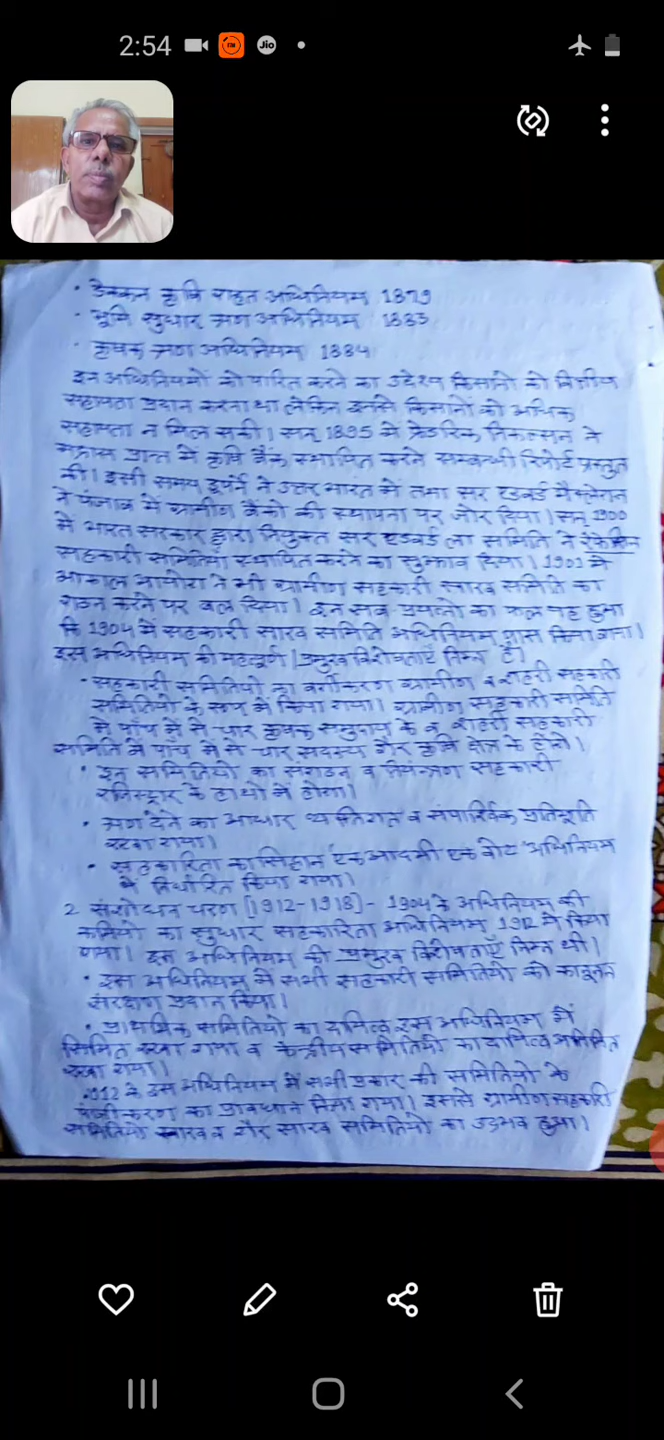 2:54
Jio
• डेक्कन कृषि राहत अधिनियम 1879
• भूमि सुधार ऋण अधिनियम 1883
• कृषक ऋण अधिनियम 1884
इन अधिनियमों को पारित करने का उद्देश्य किसानों को वित्तीय
सहायता प्रदान करना था लेकिन इससे किसानों को अधिक
सहायता न मिल सकी। सन् 1895 में फ्रेडरिक निकल्सन ने
मद्रास प्रान्त में कृषि बैंक स्थापित करने सम्बन्धी रिपोर्ट प्रस्तुत
की। इसी समय डूपर्ने ने उत्तर भारत में तथा सर एडवर्ड मैक्लेगन
ने पंजाब में ग्रामीण बैंकों की स्थापना पर जोर दिया। सन् 1900
में भारत सरकार द्वारा नियुक्त सर एडवर्ड ला समिति ने
सहकारी समितियां स्थापित करने का सुझाव दिया। 1901 में
अकाल आयोग ने भी ग्रामीण सहकारी साख समिति का
गठन करने पर बल दिया। इन सब प्रयत्नों का फल यह हुआ
कि 1904 में सहकारी साख समिति अधिनियम पास किया गया।
इस अधिनियम की महत्पूर्ण / प्रमुख विशेषताएँ निम्न हैं।
• सहकारी समितियों का वर्गीकरण ग्रामीण व शहरी सहकारी
समितियों के रूप में किया गया। ग्रामीण सहकारी समिति
में पाँच में से चार कृषक समुदाय के व शहरी सहकारी
समिति में पांच में से चार सदस्य गैर कृषि क्षेत्र के होंगे।
• इन समितियों का संगठन व नियन्त्रण सहकारी
रजिस्ट्रार के हाथों में होगा।
• ऋण देने का आधार व्यक्तिगत व संपार्श्विक प्रतिभूति
रखा गया।
• सहकारिता का सिद्धान्त एक आदमी एक वोट अधिनियम
में निर्धारित किया गया।
2. संशोधन चरण [1912-1918]- 1904 के अधिनियम की
कमियों का सुधार सहकारिता अधिनियम 1912 में किया
गया। इस अधिनियम की प्रमुख विशेषताएँ निम्न थी।
• इस अधिनियम में सभी सहकारी समितियों को कानूनन
संरक्षण प्रदान किया।
• प्राथमिक समितियों का दायित्व इस अधिनियम में
सिमित रखा गया व केन्द्रीय समितियों का दायित्व असिमित
रखा गया।
• 1912 के इस अधिनियम में सभी प्रकार की समितियों के
पंजीकरण का प्रावधान किया गया। इससे ग्रामीण सहकारी
समितियों साख व गैर साख समितियों का उद्भव हुआ।